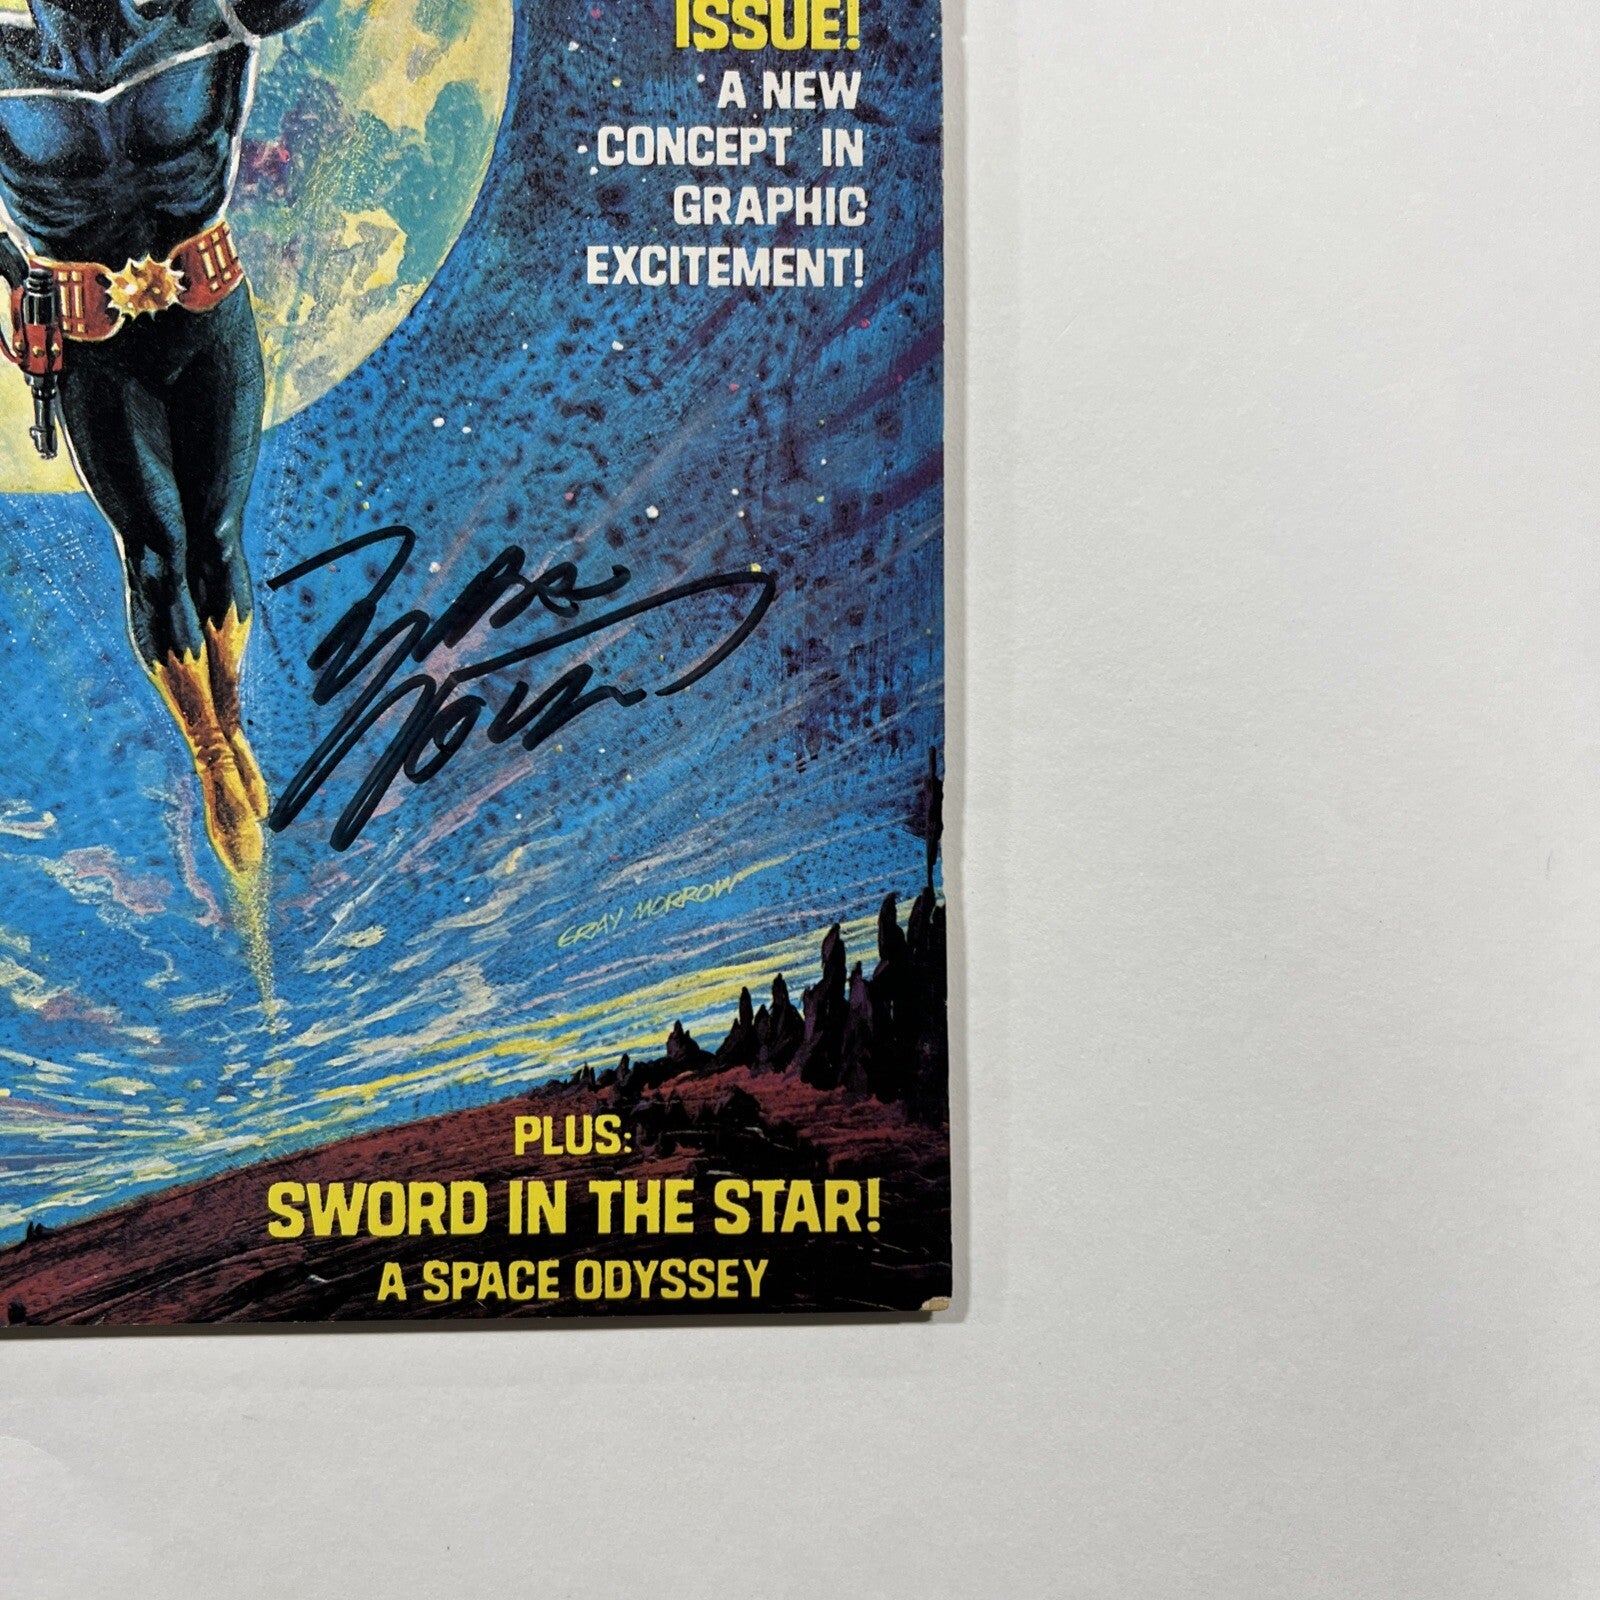 ISSUE!
A NEW
CONCEPT IN
GRAPHIC
EXCITEMENT!
GRAY MORROW
PLUS:
SWORD IN THE STAR!
A SPACE ODYSSEY